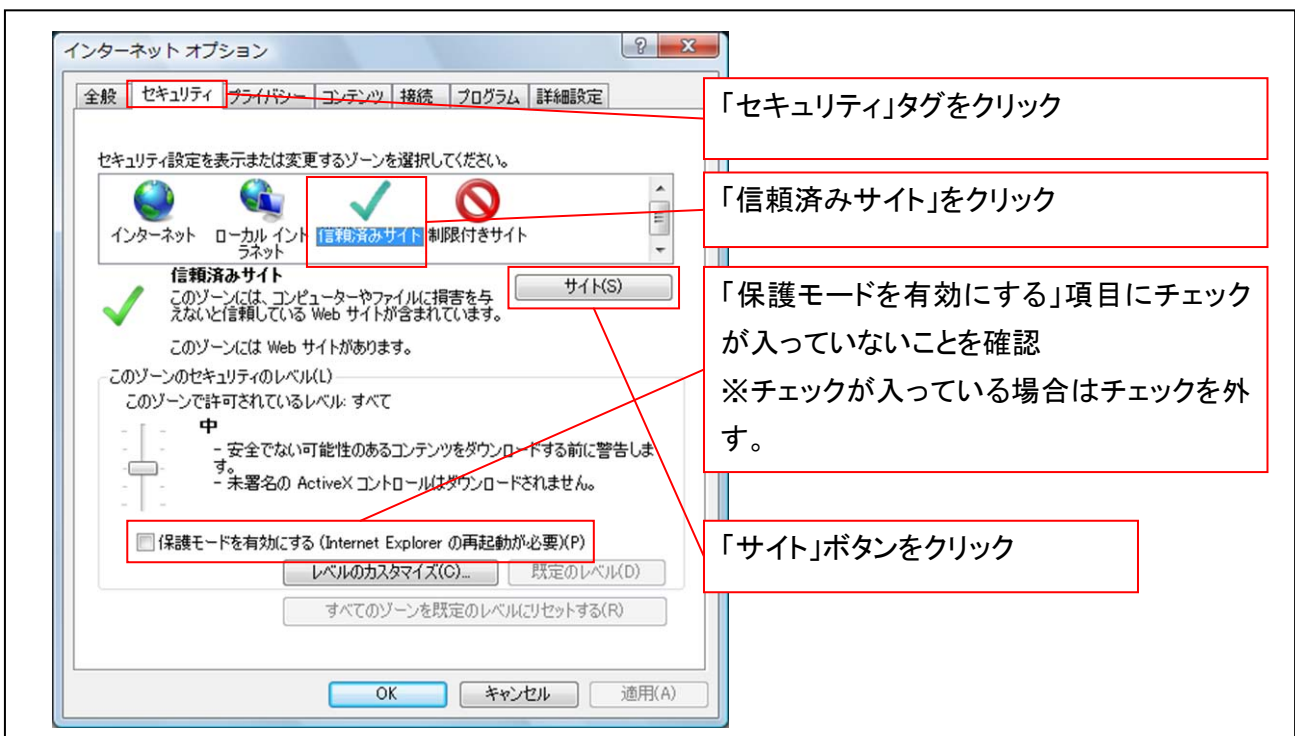 インターネット オプション
全般 セキュリティ プライバシー コンテンツ 接続 プログラム 詳細設定
セキュリティ設定を表示または変更するゾーンを選択してください。
インターネット
ローカル イント
ラネット
信頼済みサイト
制限付きサイト
信頼済みサイト
このゾーンには、コンピューターやファイルに損害を与
えないと信頼している Web サイトが含まれています。
このゾーンには Web サイトがあります。
サイト(S)
このゾーンのセキュリティのレベル(L)
このゾーンで許可されているレベル: すべて
中
- 安全でない可能性のあるコンテンツをダウンロードする前に警告しま
す。
- 未署名の ActiveX コントロールはダウンロードされません。
保護モードを有効にする (Internet Explorer の再起動が必要)(P)
レベルのカスタマイズ(C)... 既定のレベル(D)
すべてのゾーンを既定のレベルにリセットする(R)
OK キャンセル 適用(A)
「セキュリティ」タグをクリック
「信頼済みサイト」をクリック
「保護モードを有効にする」項目にチェック
が入っていないことを確認
※チェックが入っている場合はチェックを外
す。
「サイト」ボタンをクリック